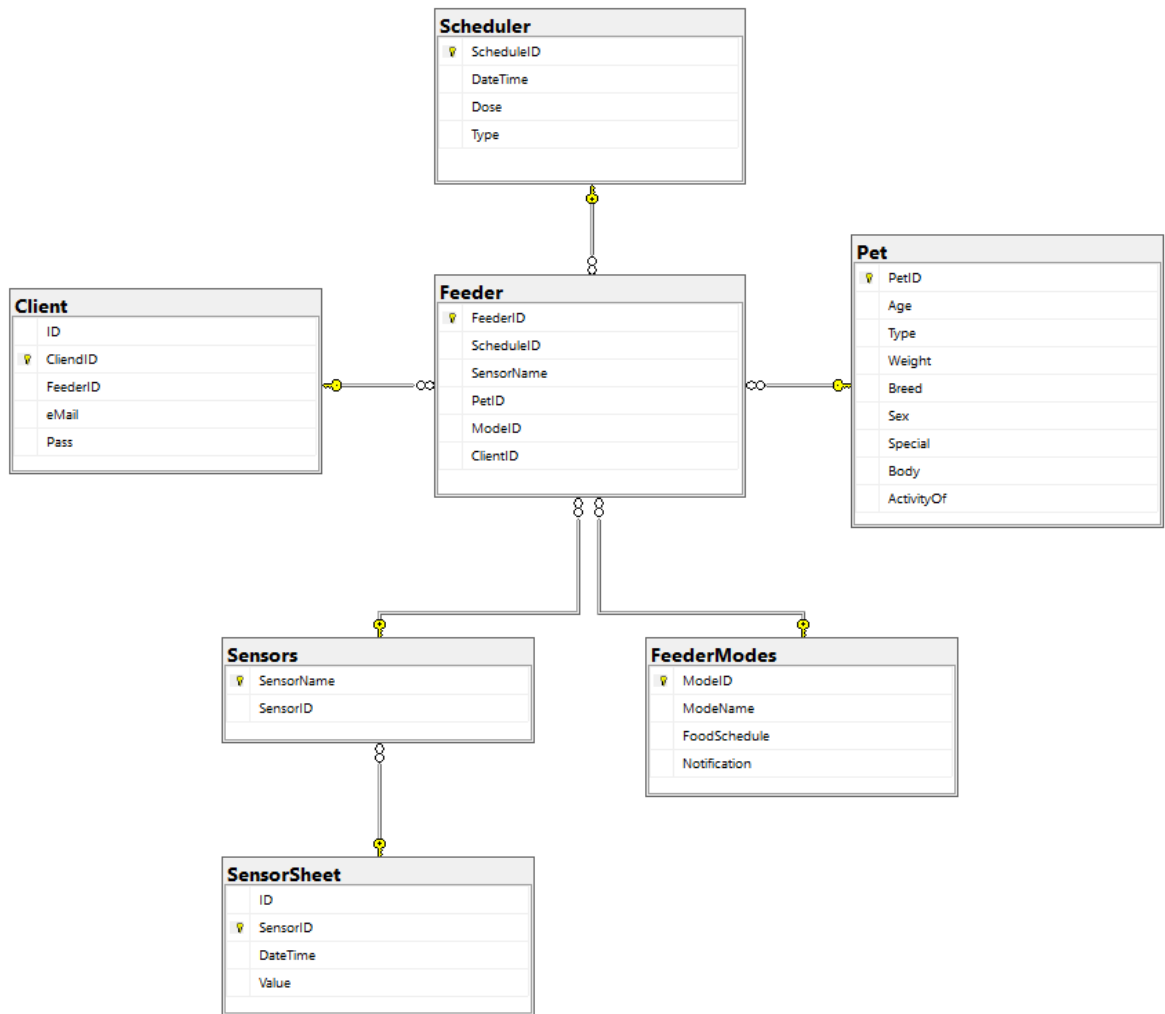 Scheduler
ScheduleID
DateTime
Dose
Type
Pet
PetID
Age
Type
Weight
Breed
Sex
Special
Body
ActivityOf
Client
ID
CliendID
FeederID
eMail
Pass
Feeder
FeederID
ScheduleID
SensorName
PetID
ModeID
ClientID
Sensors
SensorName
SensorID
FeederModes
ModeID
ModeName
FoodSchedule
Notification
SensorSheet
ID
SensorID
DateTime
Value